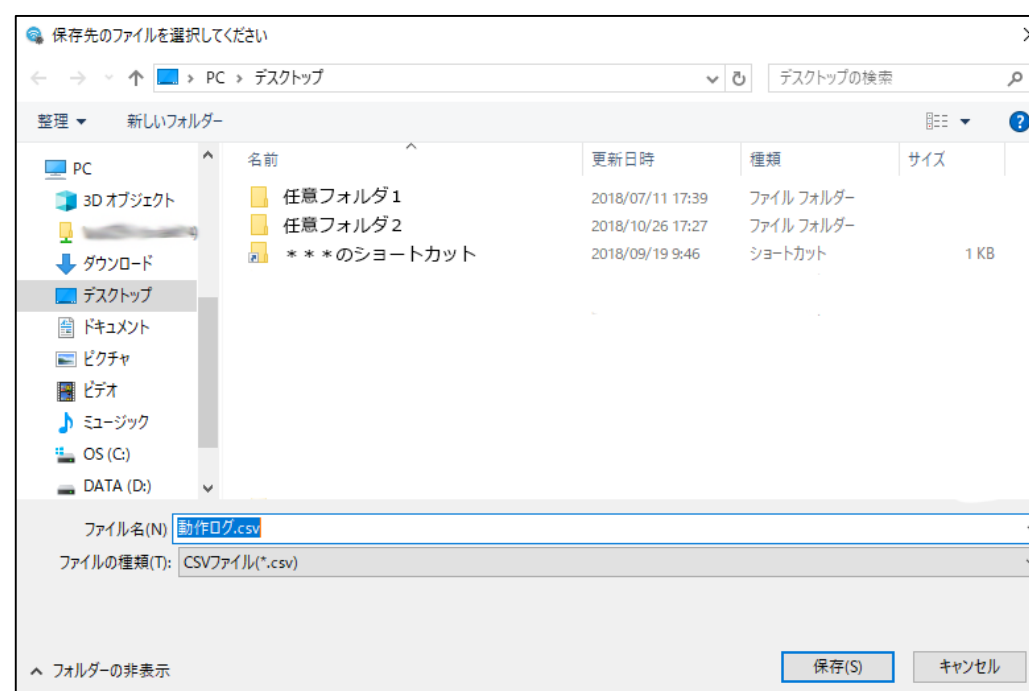 保存先のファイルを選択してください
PC › デスクトップ
デスクトップの検索
整理 新しいフォルダー
名前 更新日時 種類 サイズ
PC
3D オブジェクト
ダウンロード
デスクトップ
ドキュメント
ピクチャ
ビデオ
ミュージック
OS (C:)
DATA (D:)
任意フォルダ1 2018/07/11 17:39 ファイル フォルダー
任意フォルダ2 2018/10/26 17:27 ファイル フォルダー
***のショートカット 2018/09/19 9:46 ショートカット 1 KB
ファイル名(N) 動作ログ.csv
ファイルの種類(T): CSVファイル(*.csv)
フォルダーの非表示 保存(S) キャンセル